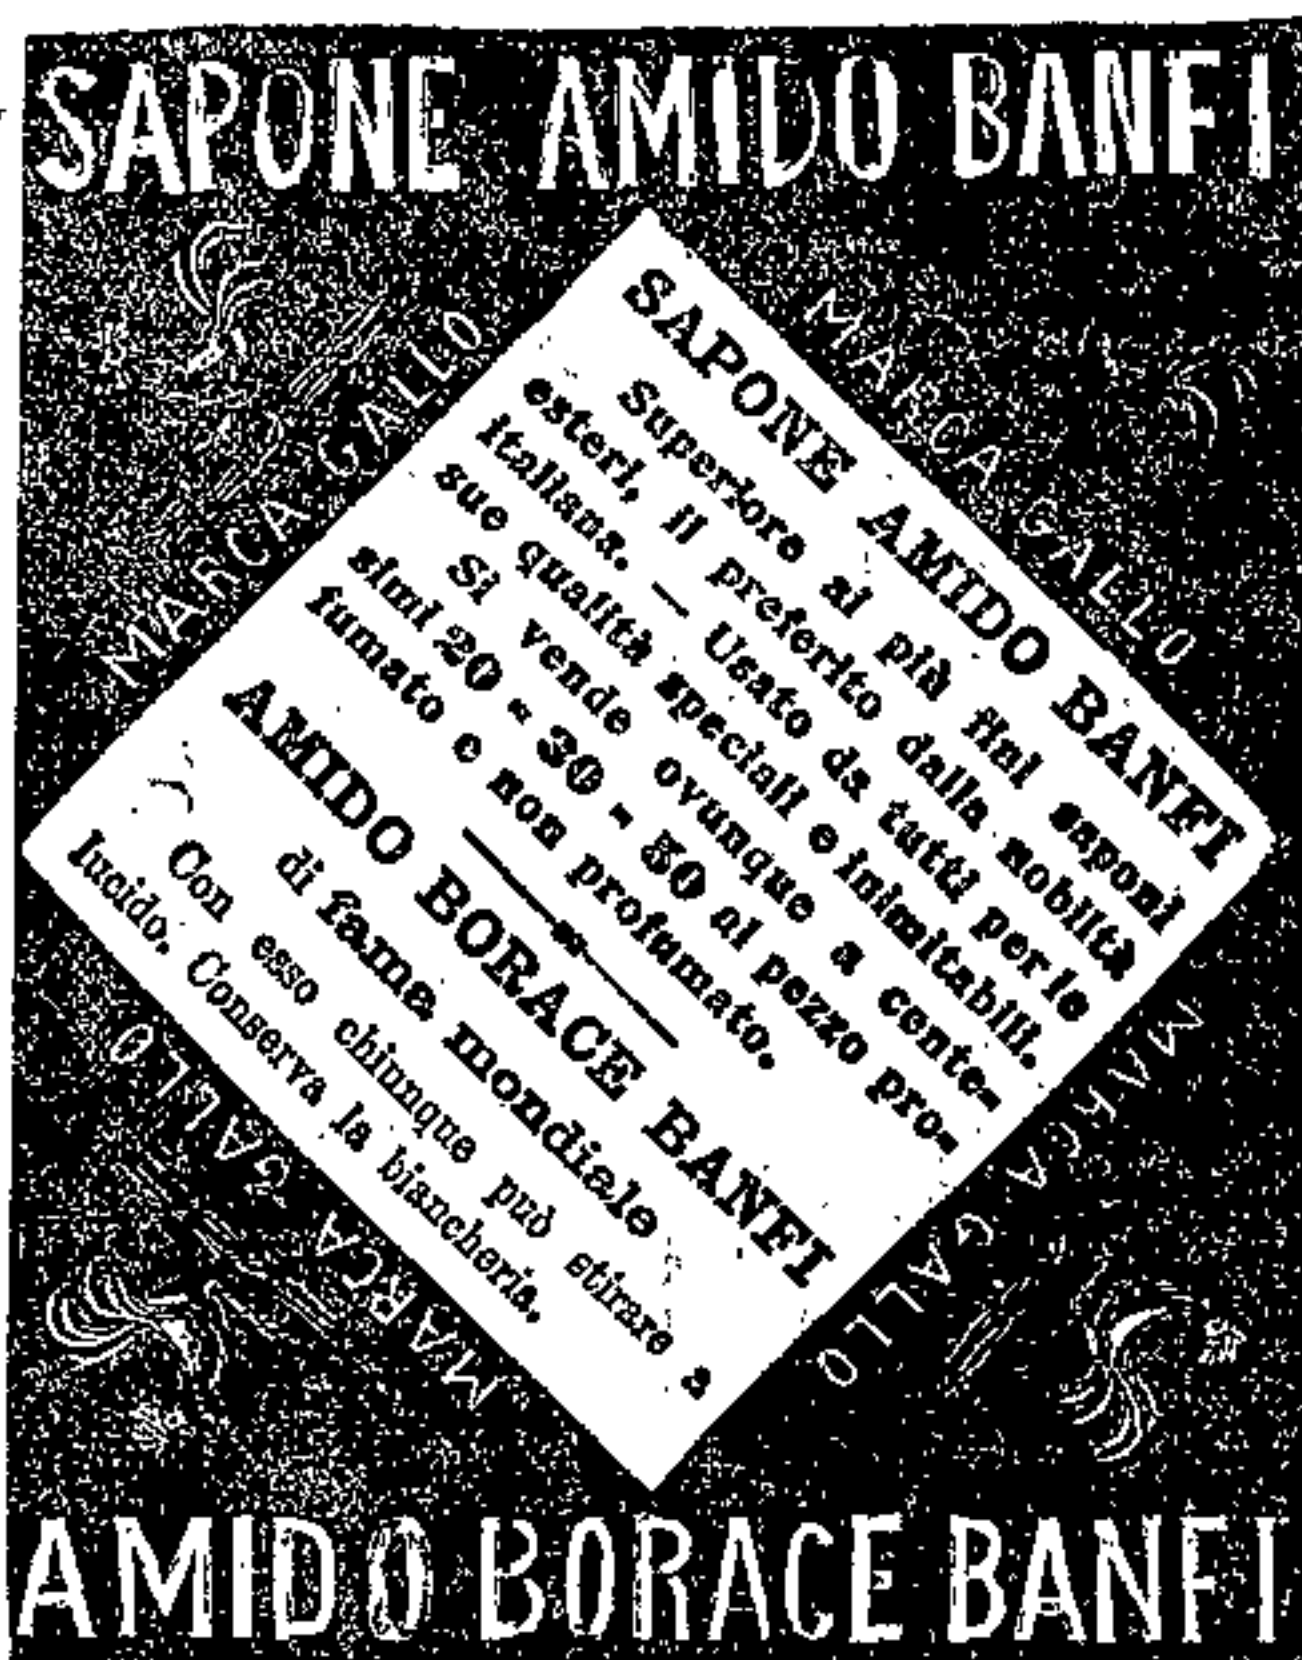 SAPONE AMIDO BANFI
MARCA GALLO
MARCA GALLO
SAPONE AMIDO BANFI
Superiore ai più fini saponi
esteri, il preferito dalla nobiltà
italiana. — Usato da tutti per le
sue qualità speciali e inimitabili.
Si vende ovunque a cente-
simi 20 - 30 - 50 al pezzo pro-
fumato e non profumato.
AMIDO BORACE BANFI
di fama mondiale
Con esso chiunque può stirare a
lucido. Conserva la biancheria.
MARCA GALLO
MARCA GALLO
AMIDO BORACE BANFI